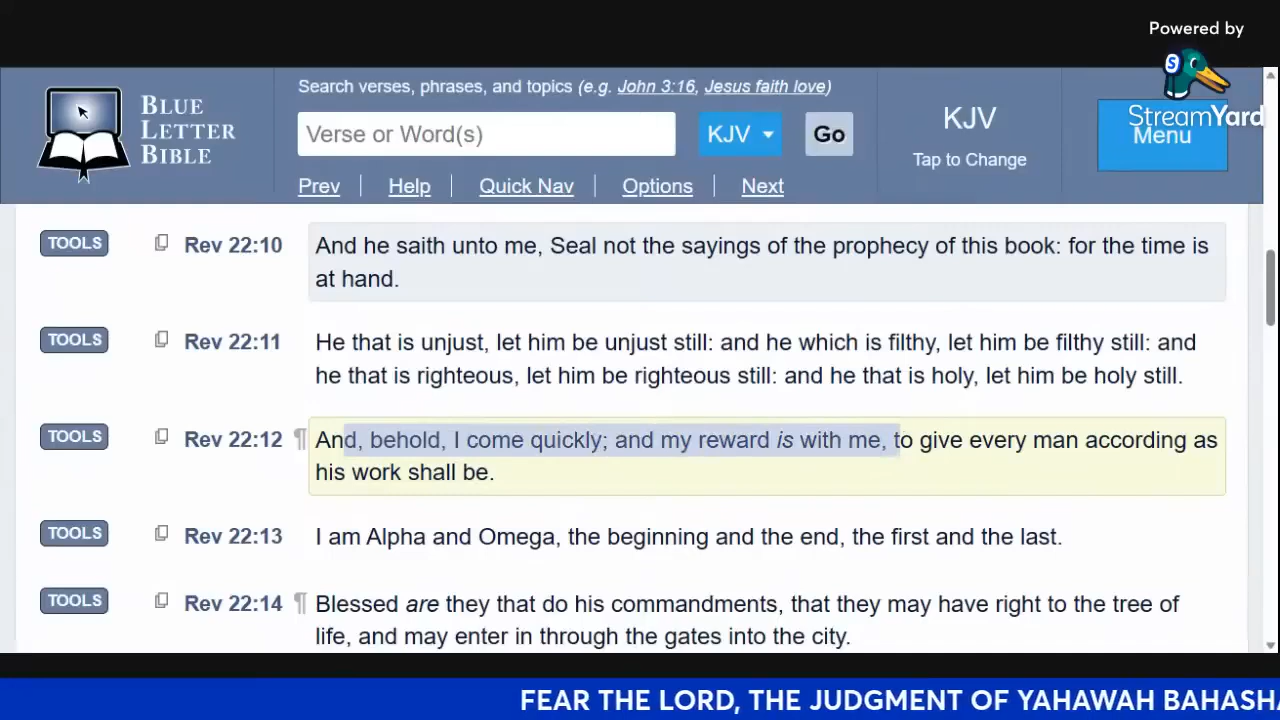 Powered by
StreamYard
Search verses, phrases, and topics (e.g. John 3:16, Jesus faith love)
BLUE
LETTER
BIBLE
Verse or Word(s)
KJV
Go
KJV
Tap to Change
Menu
Prev
Help
Quick Nav
Options
Next
TOOLS Rev 22:10 And he saith unto me, Seal not the sayings of the prophecy of this book: for the time is
at hand.
TOOLS Rev 22:11 He that is unjust, let him be unjust still: and he which is filthy, let him be filthy still: and
he that is righteous, let him be righteous still: and he that is holy, let him be holy still.
TOOLS Rev 22:12 ¶ And, behold, I come quickly; and my reward is with me, to give every man according as
his work shall be.
TOOLS Rev 22:13 I am Alpha and Omega, the beginning and the end, the first and the last.
TOOLS Rev 22:14 ¶ Blessed are they that do his commandments, that they may have right to the tree of
life, and may enter in through the gates into the city.
FEAR THE LORD, THE JUDGMENT OF YAHAWAH